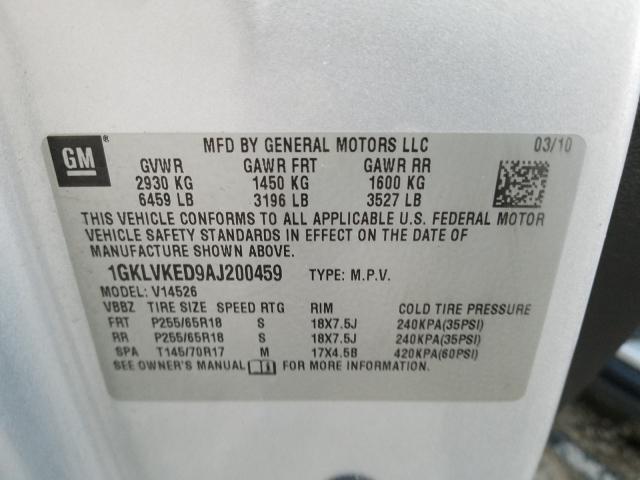 GM
MFD BY GENERAL MOTORS LLC 03/10
GVWR GAWR FRT GAWR RR
2930 KG 1450 KG 1600 KG
6459 LB 3196 LB 3527 LB
THIS VEHICLE CONFORMS TO ALL APPLICABLE U.S. FEDERAL MOTOR
VEHICLE SAFETY STANDARDS IN EFFECT ON THE DATE OF
MANUFACTURE SHOWN ABOVE.
1GKLVKED9AJ200459 TYPE: M.P.V.
MODEL: V14526
VBBZ TIRE SIZE SPEED RTG RIM COLD TIRE PRESSURE
FRT P255/65R18 S 18X7.5J 240KPA(35PSI)
RR P255/65R18 S 18X7.5J 240KPA(35PSI)
SPA T145/70R17 M 17X4.5B 420KPA(60PSI)
SEE OWNER'S MANUAL FOR MORE INFORMATION.